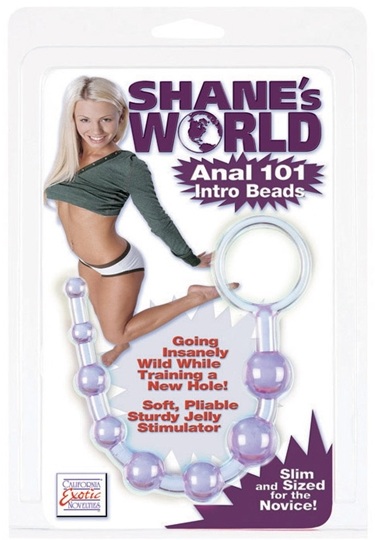 SHANE's
WORLD
Anal 101
Intro Beads
Going
Insanely
Wild While
Training a
New Hole!
Soft, Pliable
Sturdy Jelly
Stimulator
CALIFORNIA
Exotic
NOVELTIES
Slim
and Sized
for the
Novice!